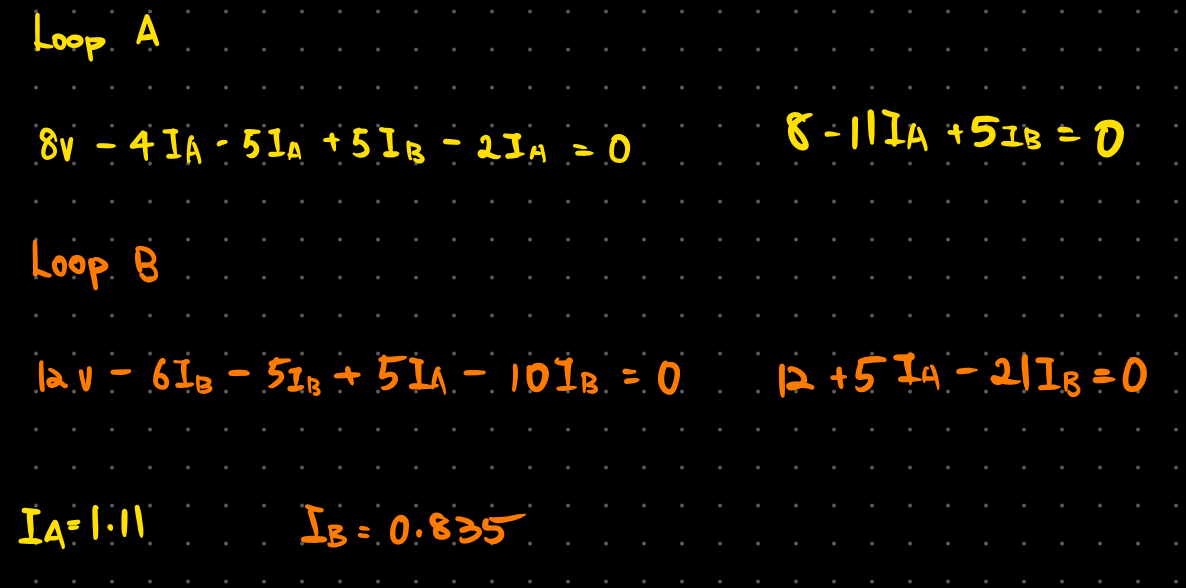 Loop A
8v - 4I_A - 5I_A + 5I_B - 2I_A = 0
8 - 11I_A + 5I_B = 0
Loop B
12v - 6I_B - 5I_B + 5I_A - 10I_B = 0
12 + 5I_A - 21I_B = 0
I_A = 1.11
I_B = 0.835